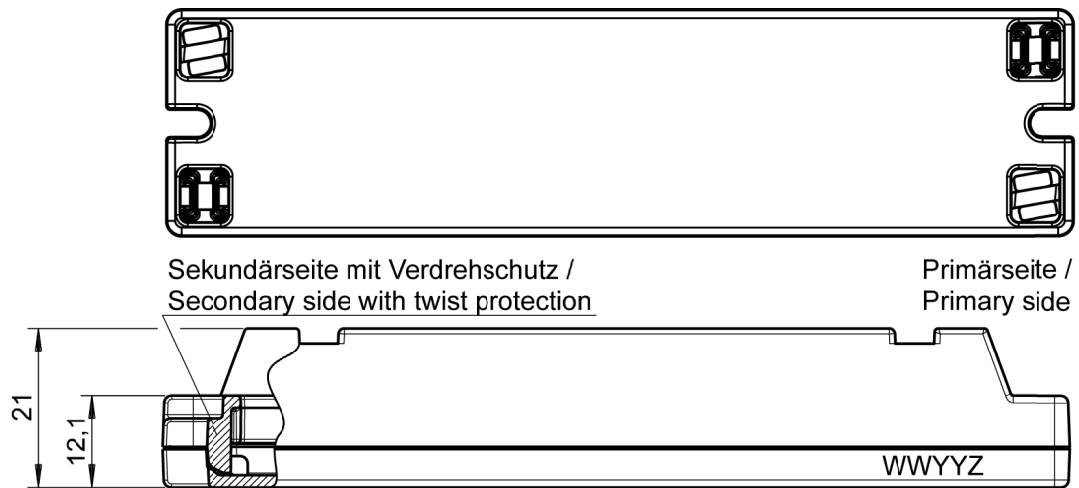 Sekundärseite mit Verdrehschutz /
Secondary side with twist protection
Primärseite /
Primary side
21
12,1
WWYYZ